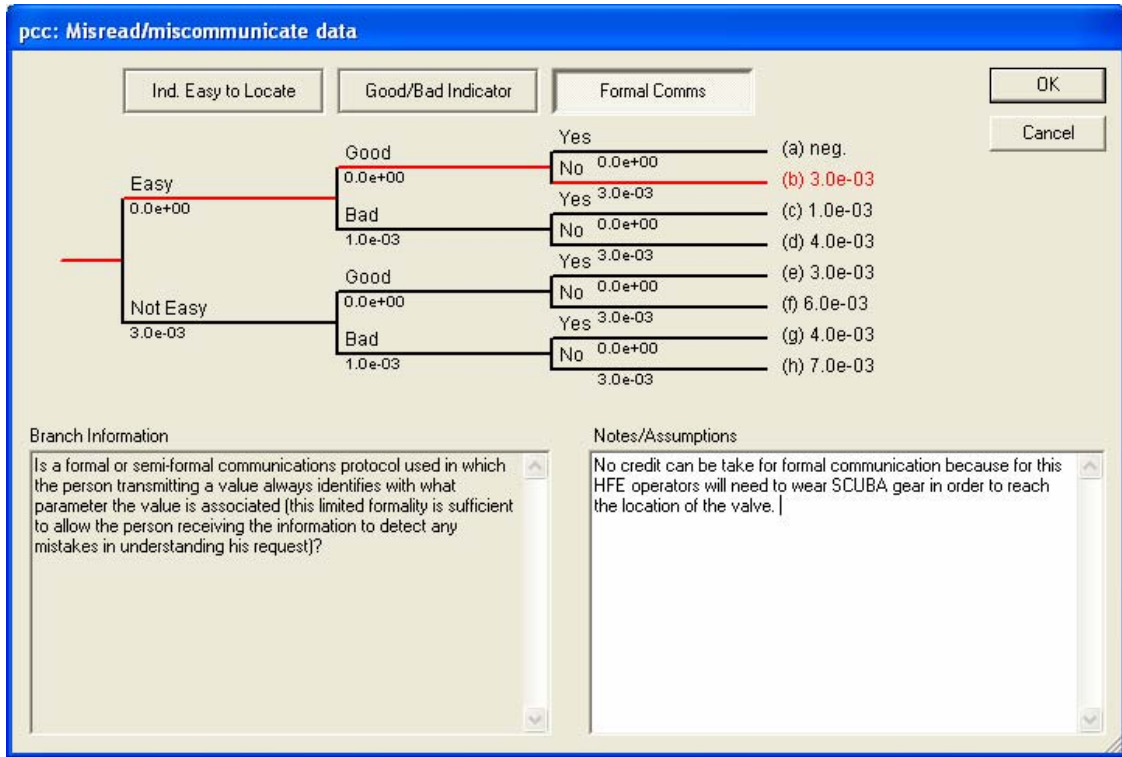 pcc: Misread/miscommunicate data
Ind. Easy to Locate
Good/Bad Indicator
Formal Comms
OK
Cancel
Easy
0.0e+00
Not Easy
3.0e-03
Good
0.0e+00
Bad
1.0e-03
Good
0.0e+00
Bad
1.0e-03
Yes
0.0e+00
No
3.0e-03
Yes
0.0e+00
No
3.0e-03
Yes
0.0e+00
No
3.0e-03
Yes
0.0e+00
No
3.0e-03
(a) neg.
(b) 3.0e-03
(c) 1.0e-03
(d) 4.0e-03
(e) 3.0e-03
(f) 6.0e-03
(g) 4.0e-03
(h) 7.0e-03
Branch Information
Is a formal or semi-formal communications protocol used in which
the person transmitting a value always identifies with what
parameter the value is associated (this limited formality is sufficient
to allow the person receiving the information to detect any
mistakes in understanding his request)?
Notes/Assumptions
No credit can be take for formal communication because for this
HFE operators will need to wear SCUBA gear in order to reach
the location of the valve.